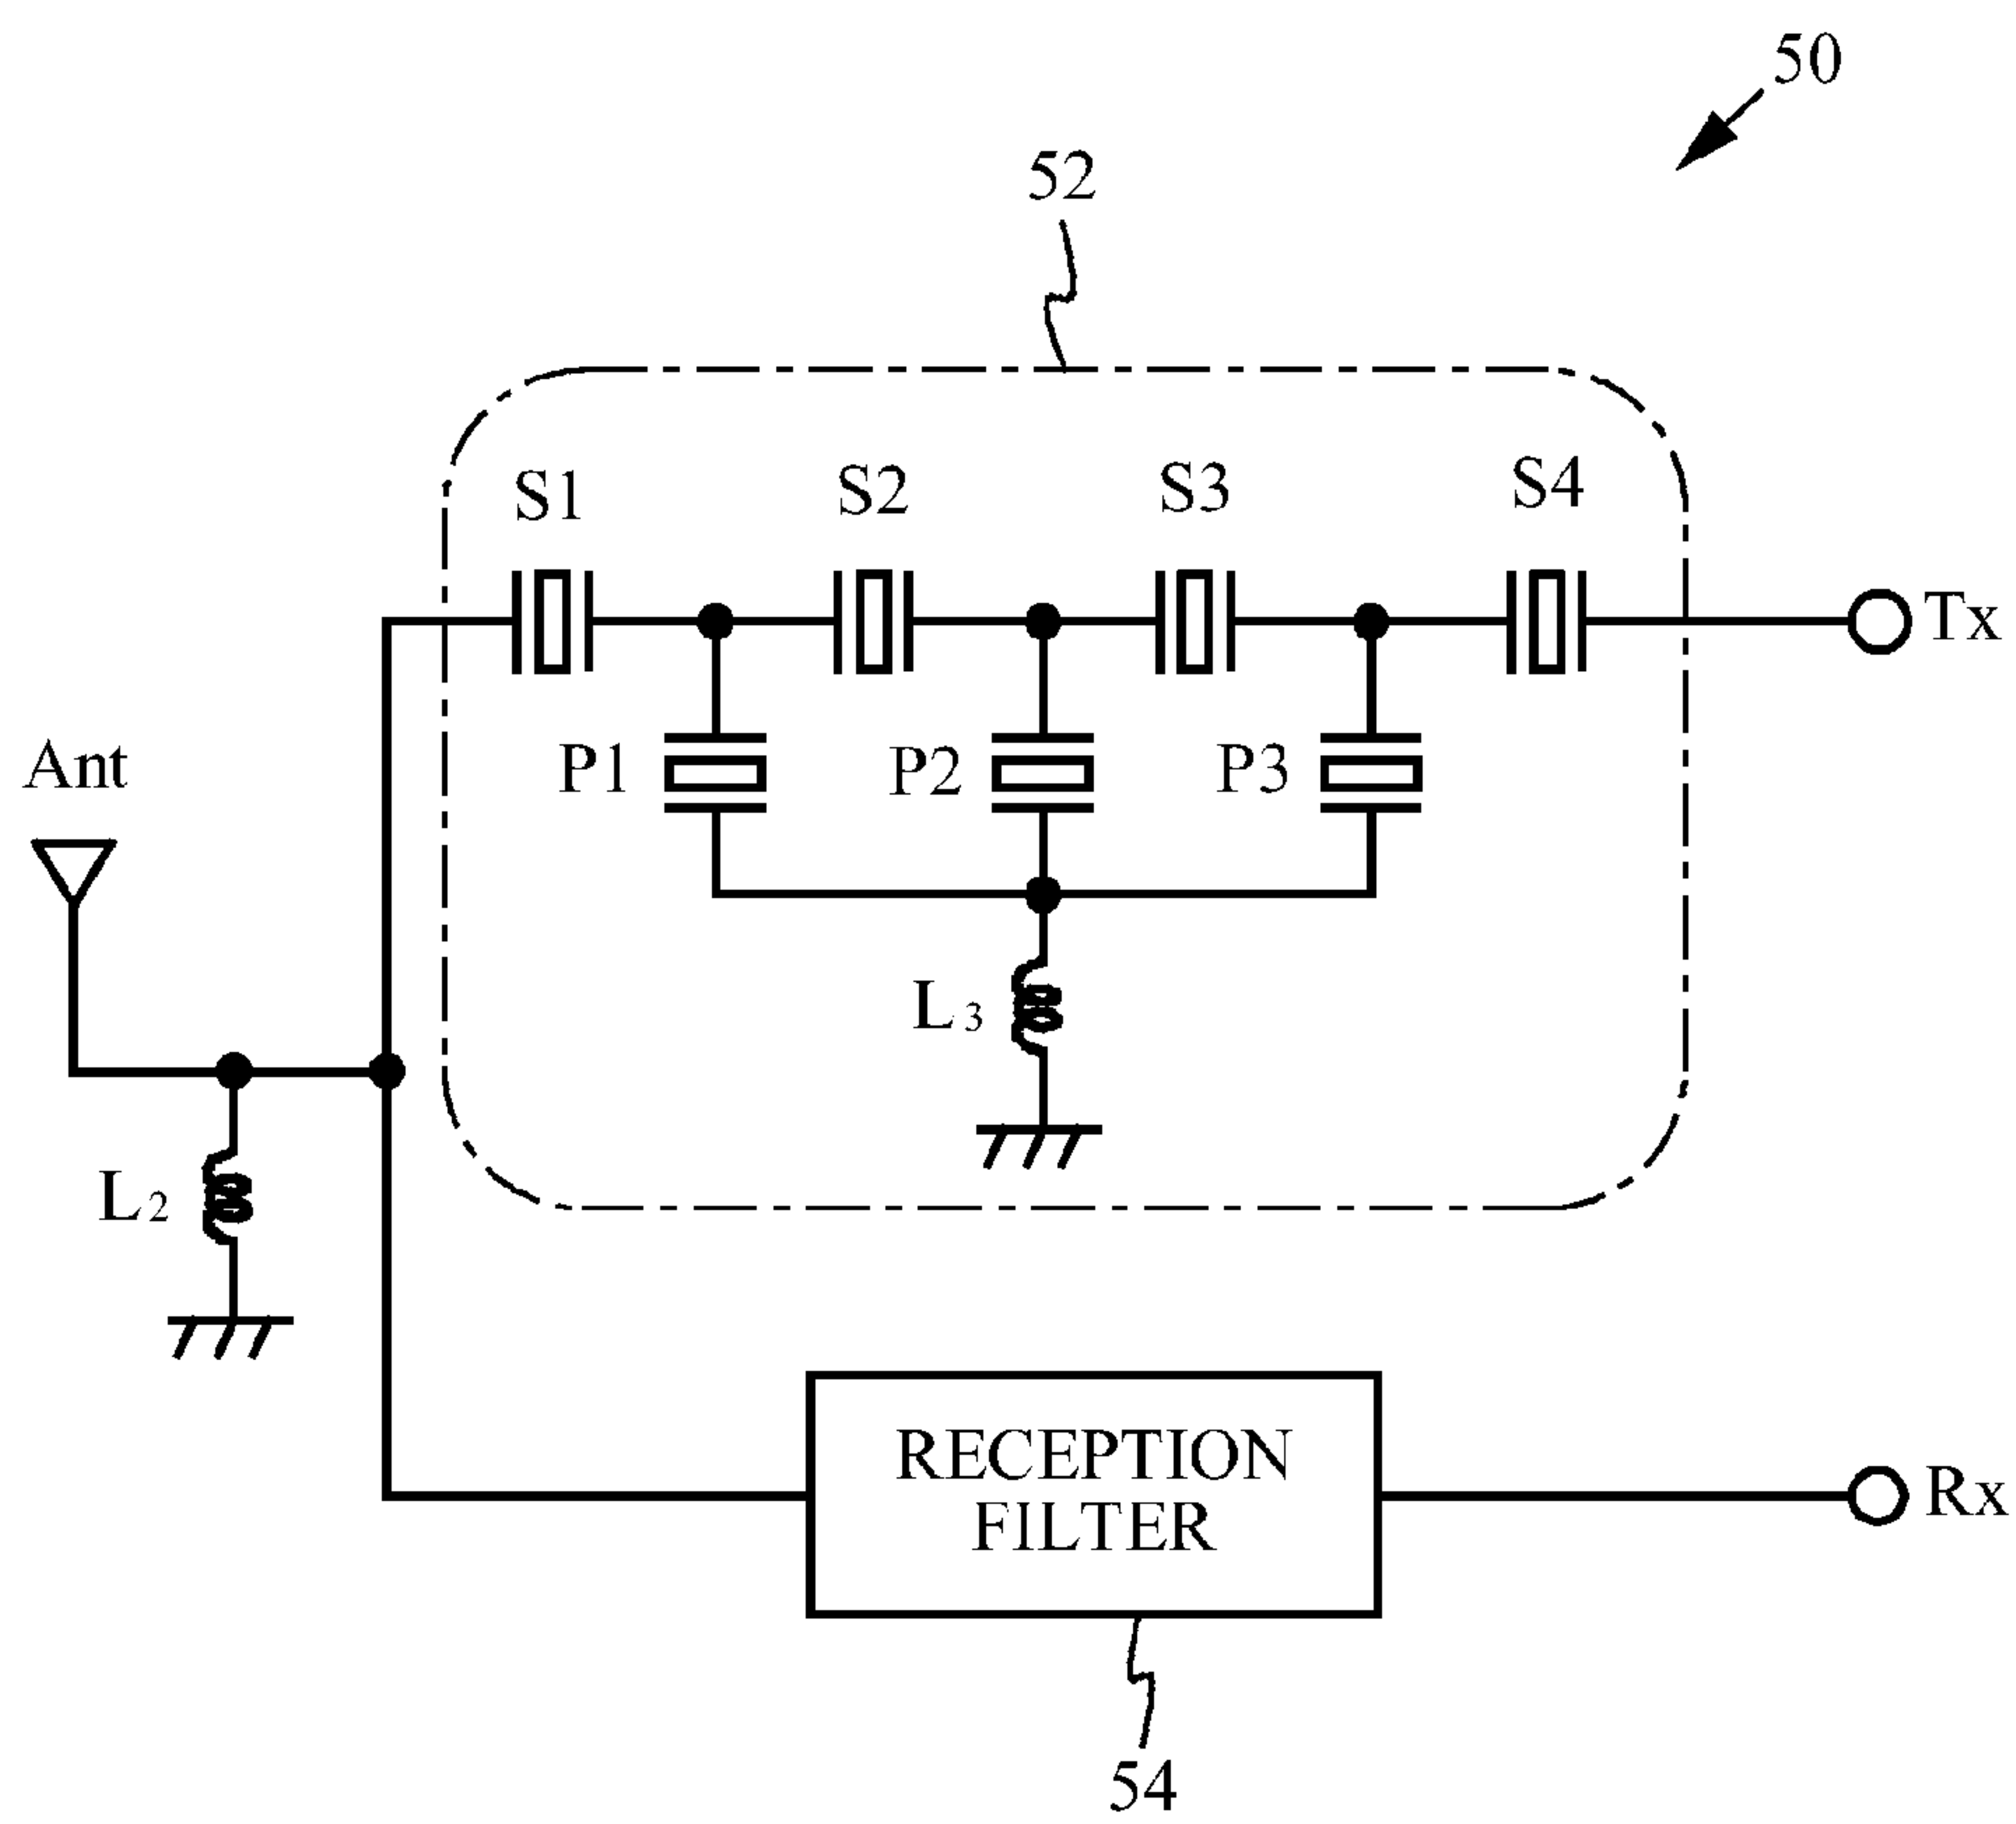 50
52
S1 S2 S3 S4
Tx
Ant
P1 P2 P3
L3
L2
RECEPTION
FILTER
Rx
54